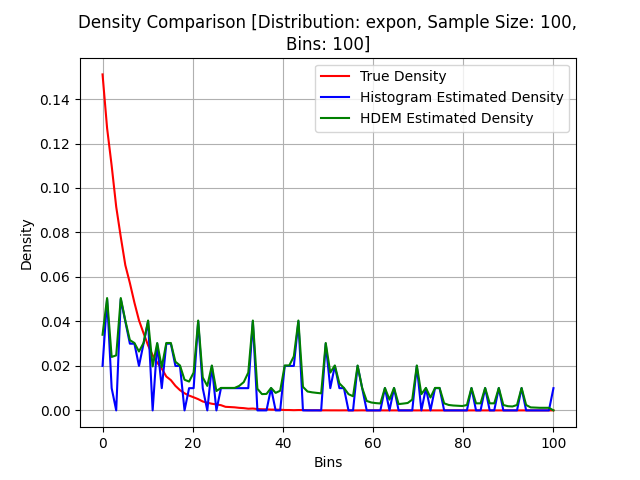 Density Comparison [Distribution: expon, Sample Size: 100,
Bins: 100]
True Density
Histogram Estimated Density
HDEM Estimated Density
Density
0.14
0.12
0.10
0.08
0.06
0.04
0.02
0.00
0 20 40 60 80 100
Bins